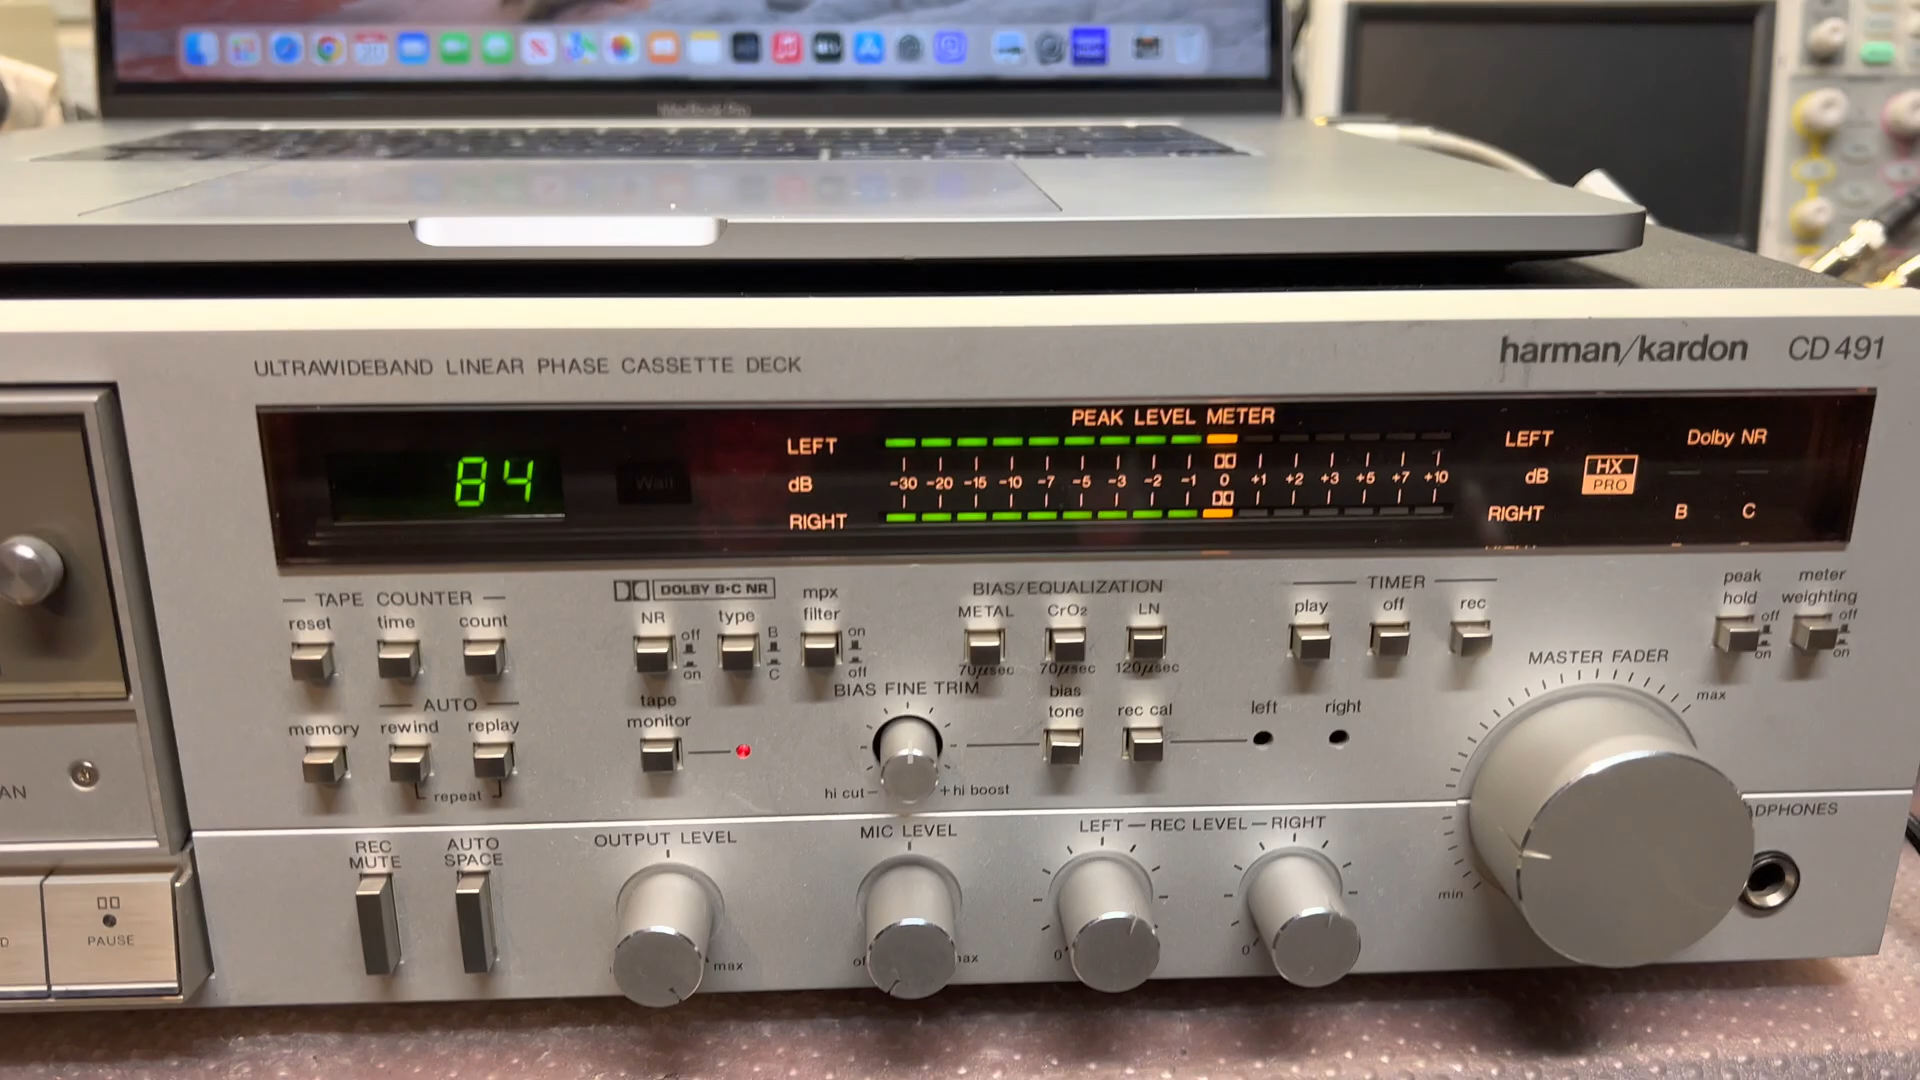 MacBook Pro
harman/kardon CD 491
ULTRAWIDEBAND LINEAR PHASE CASSETTE DECK
PEAK LEVEL METER
LEFT LEFT Dolby NR
84 Wait dB -30 -20 -15 -10 -7 -5 -3 -2 -1 0 +1 +2 +3 +5 +7 +10 dB HX PRO
RIGHT RIGHT B C
TAPE COUNTER
reset time count
DOLBY B·C NR
NR off on
type B C
mpx filter on off
BIAS/EQUALIZATION
METAL CrO2 LN
70µsec 70µsec 120µsec
TIMER
play off rec
peak hold off on
meter weighting off on
MASTER FADER
max
min
AUTO
memory rewind replay
repeat
tape monitor
BIAS FINE TRIM
hi cut - + hi boost
bias tone
rec cal
left right
AN
REC MUTE
AUTO SPACE
OUTPUT LEVEL
max
MIC LEVEL
LEFT — REC LEVEL — RIGHT
0 0
DPHONES
PAUSE